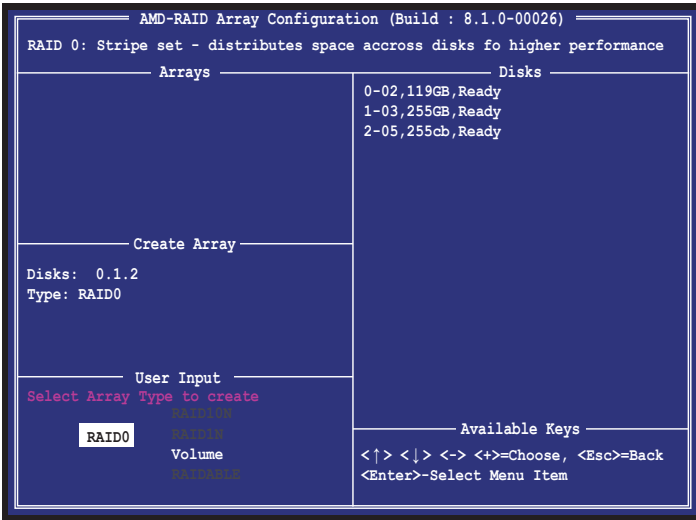 AMD-RAID Array Configurati on (Build : 8.1.0-00026)
RAID 0: Stripe set - distributes space accross disks fo higher performance
Arrays
Create Array
Disks: 0.1.2
Type: RAID0
User Input
Select Array Type to create
RAID10N
RAID0 RAID1N
Volume
RAIDABLE
Disks
0-02,119GB,Ready
1-03,255GB,Ready
2-05,255cb,Ready
Available Keys
<↑> <↓> <-> <+>=Choose, <Esc>=Back
<Enter>-Select Menu Item